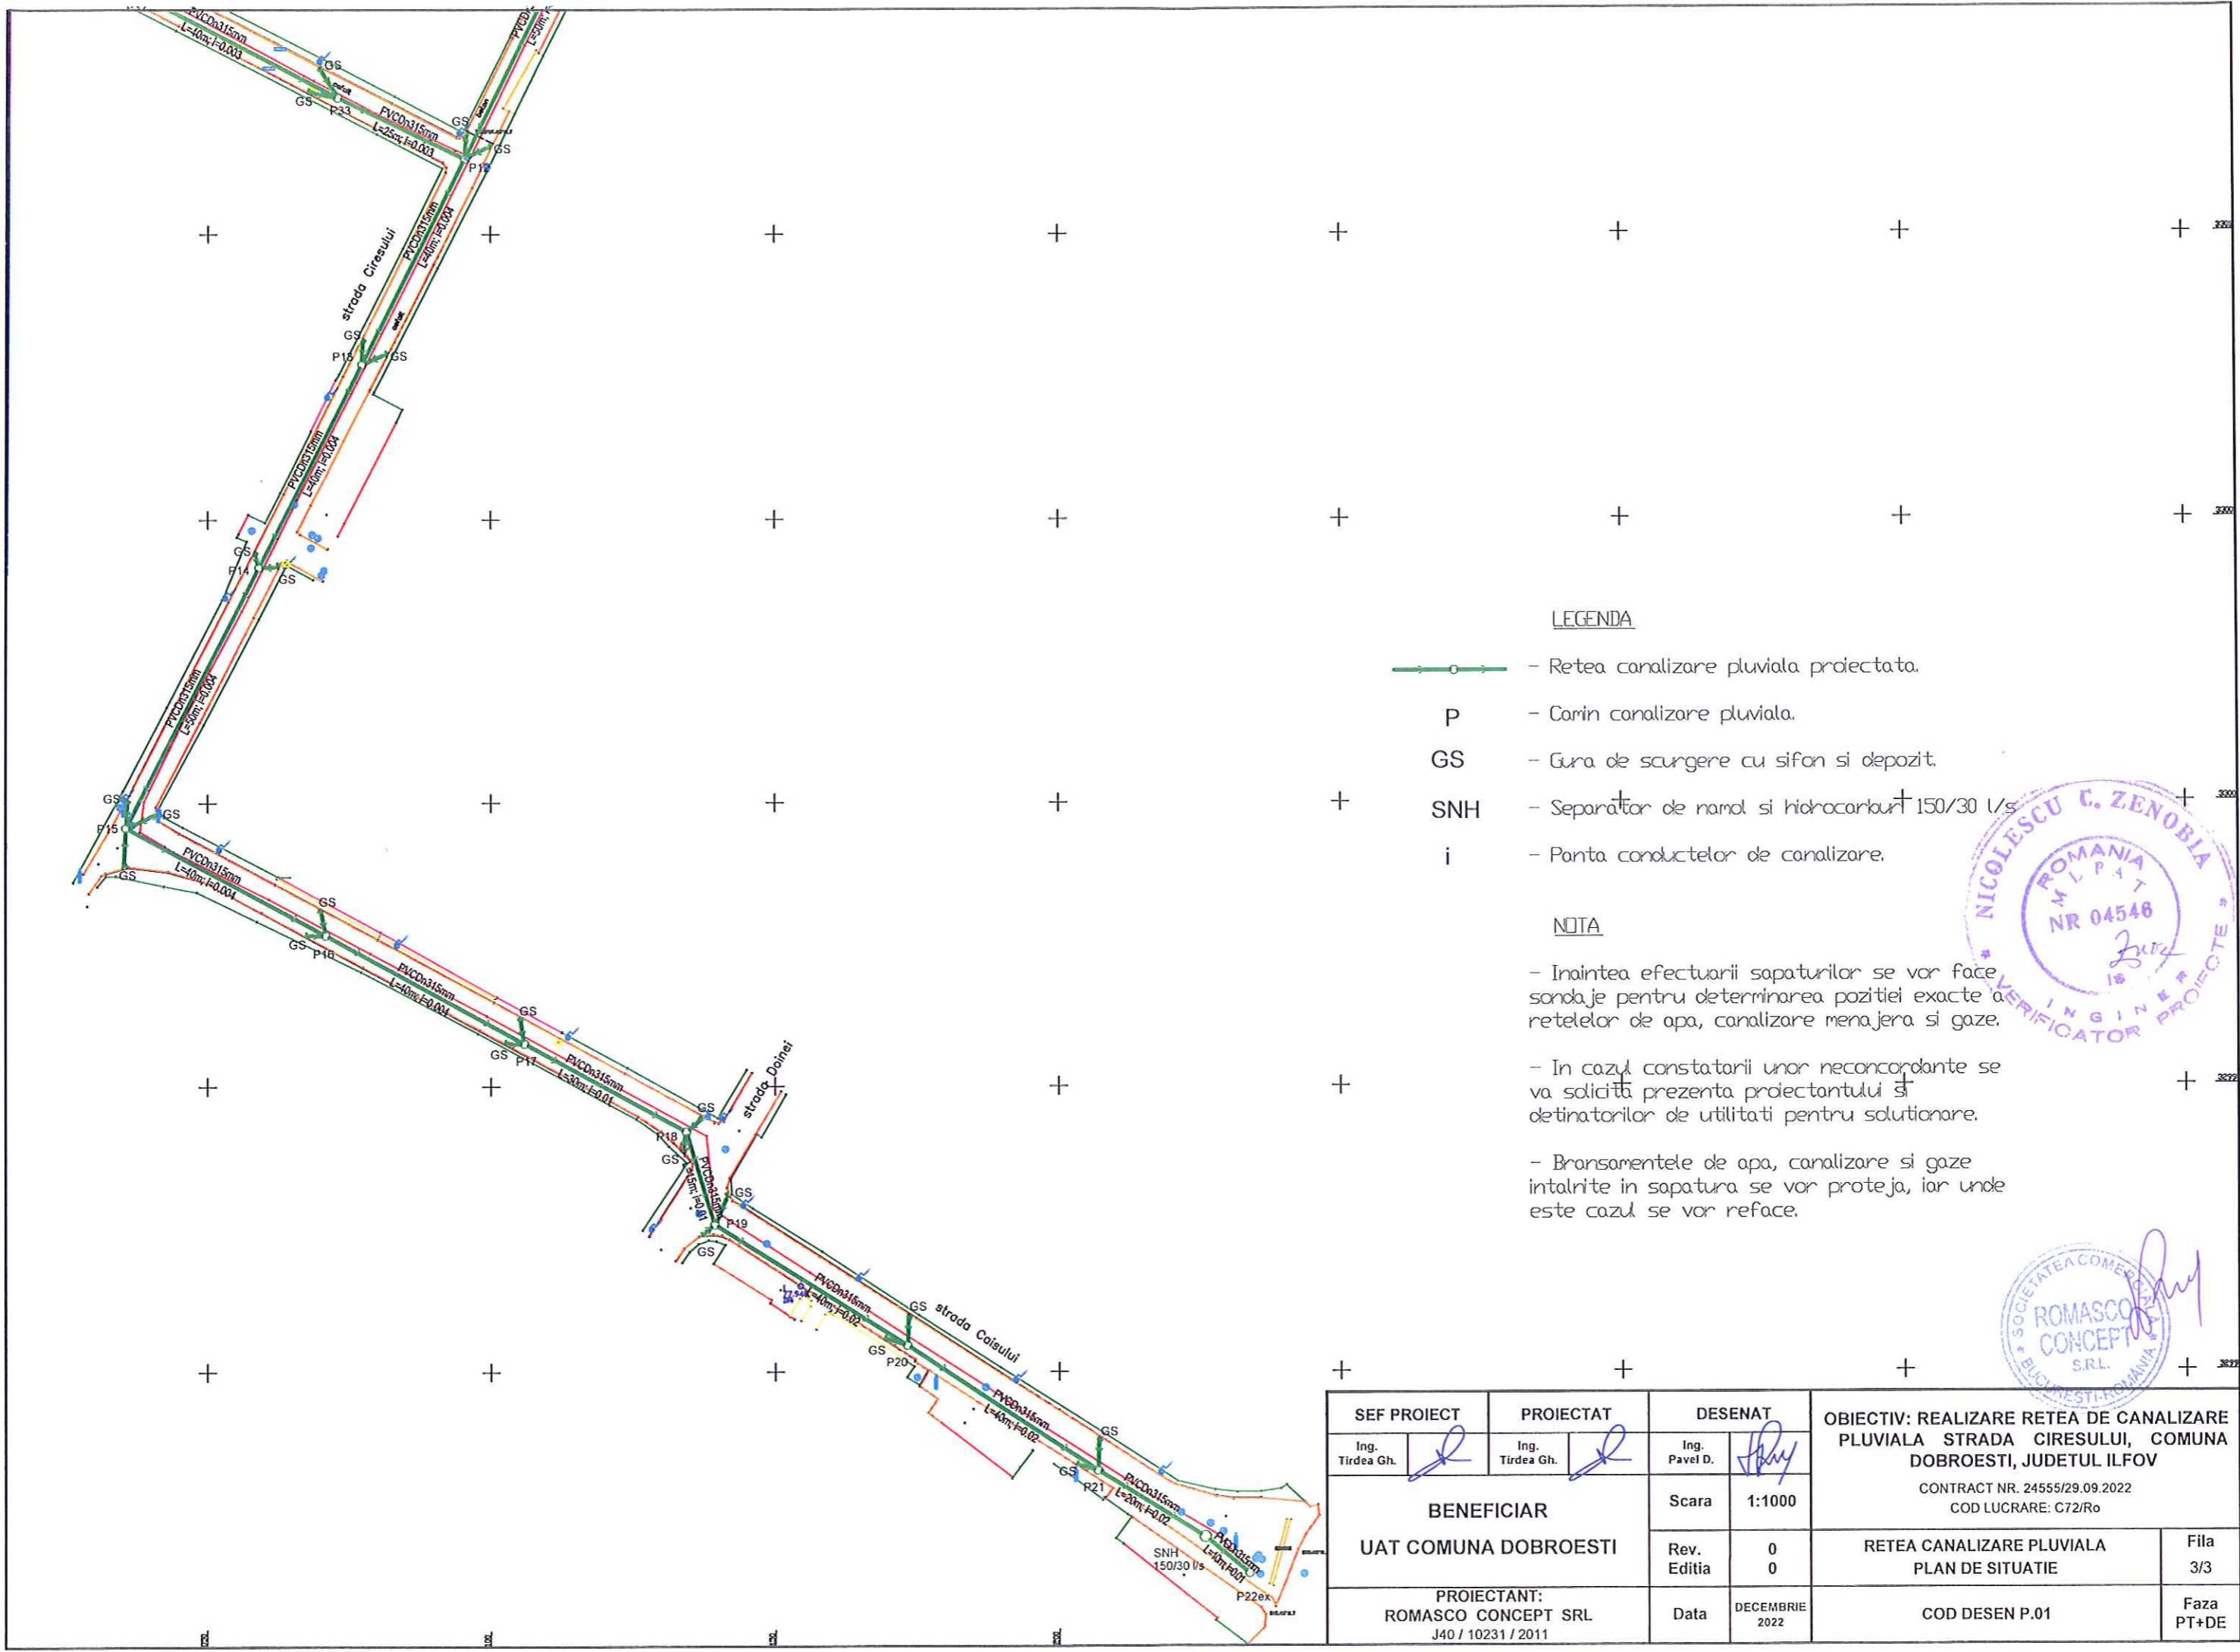 PVCDn315mm
L=40m; i=0.003
GS
asfalt
GS
P33
PVCDn315mm
L=25m; i=0.003
L=50m;
beton
GS
GS
P12
PVCDn315mm
L=40m; i=0.004
strada Ciresului
asfalt
GS
P13
GS
PVCDn315mm
L=40m; i=0.004
GS
P14
GS
PVCDn315mm
L=50m; i=0.004
GS
GS
P15
GS
PVCDn315mm
L=40m; i=0.004
GS
GS
P16
PVCDn315mm
L=40m; i=0.004
GS
GS
P17
PVCDn315mm
L=30m; i=0.01
strada Doinei
GS
P18
GS
PVCDn315mm
L=15m; i=0.01
GS
P19
GS
PVCDn315mm
L=40m; i=0.02
GS
strada Caisului
GS
P20
PVCDn315mm
L=40m; i=0.02
GS
GS
P21
PVCDn315mm
L=20m; i=0.02
SNH
150/30 l/s
PVCDn315mm
L=10m; i=0.01
P22ex
LEGENDA
- Retea canalizare pluviala proiectata.
P - Camin canalizare pluviala.
GS - Gura de scurgere cu sifon si depozit.
SNH - Separator de namol si hidrocarburi 150/30 l/s
i - Panta conductelor de canalizare.
NOTA
- Inaintea efectuarii sapaturilor se vor face
sondaje pentru determinarea pozitiei exacte a
retelelor de apa, canalizare menajera si gaze.
- In cazul constatarii unor neconcordante se
va solicita prezenta proiectantului si
detinatorilor de utilitati pentru solutionare.
- Bransamentele de apa, canalizare si gaze
intalnite in sapatura se vor proteja, iar unde
este cazul se vor reface.
NICOLESCU C. ZENOBIA
* VERIFICATOR PROIECTE *
ROMANIA
M L P A T
NR 04546
Is
INGINER
SOCIETATEA COMERCIALA
ROMASCO
CONCEPT
S.R.L.
* BUCURESTI-ROMANIA *
SEF PROIECT PROIECTAT DESENAT
Ing.
Tirdea Gh.
Ing.
Tirdea Gh.
Ing.
Pavel D.
OBIECTIV: REALIZARE RETEA DE CANALIZARE
PLUVIALA STRADA CIRESULUI, COMUNA
DOBROESTI, JUDETUL ILFOV
CONTRACT NR. 24555/29.09.2022
COD LUCRARE: C72/Ro
BENEFICIAR
UAT COMUNA DOBROESTI
Scara 1:1000
Rev. 0
Editia 0
RETEA CANALIZARE PLUVIALA
PLAN DE SITUATIE
Fila
3/3
PROIECTANT:
ROMASCO CONCEPT SRL
J40 / 10231 / 2011
Data DECEMBRIE
2022
COD DESEN P.01
Faza
PT+DE